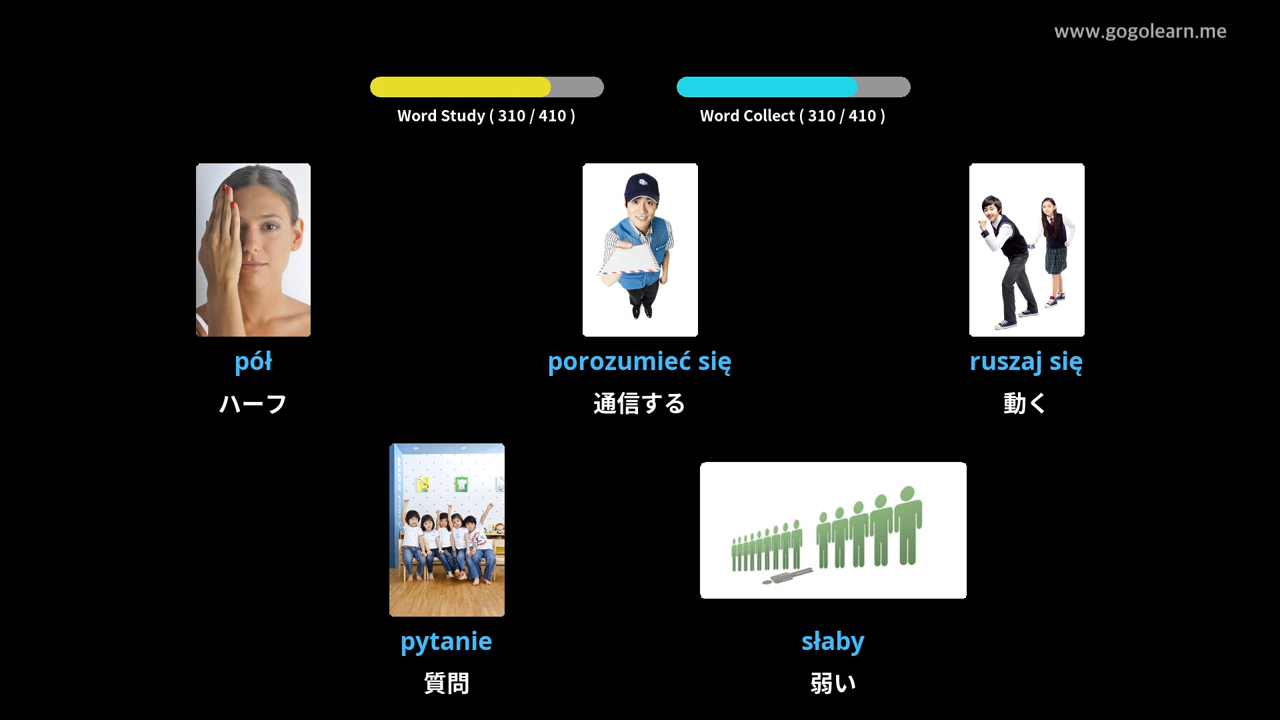 www.gogolearn.me
Word Study ( 310 / 410 )
Word Collect ( 310 / 410 )
pół
porozumieć się
ruszaj się
ハーフ
通信する
動く
pytanie
słaby
質問
弱い